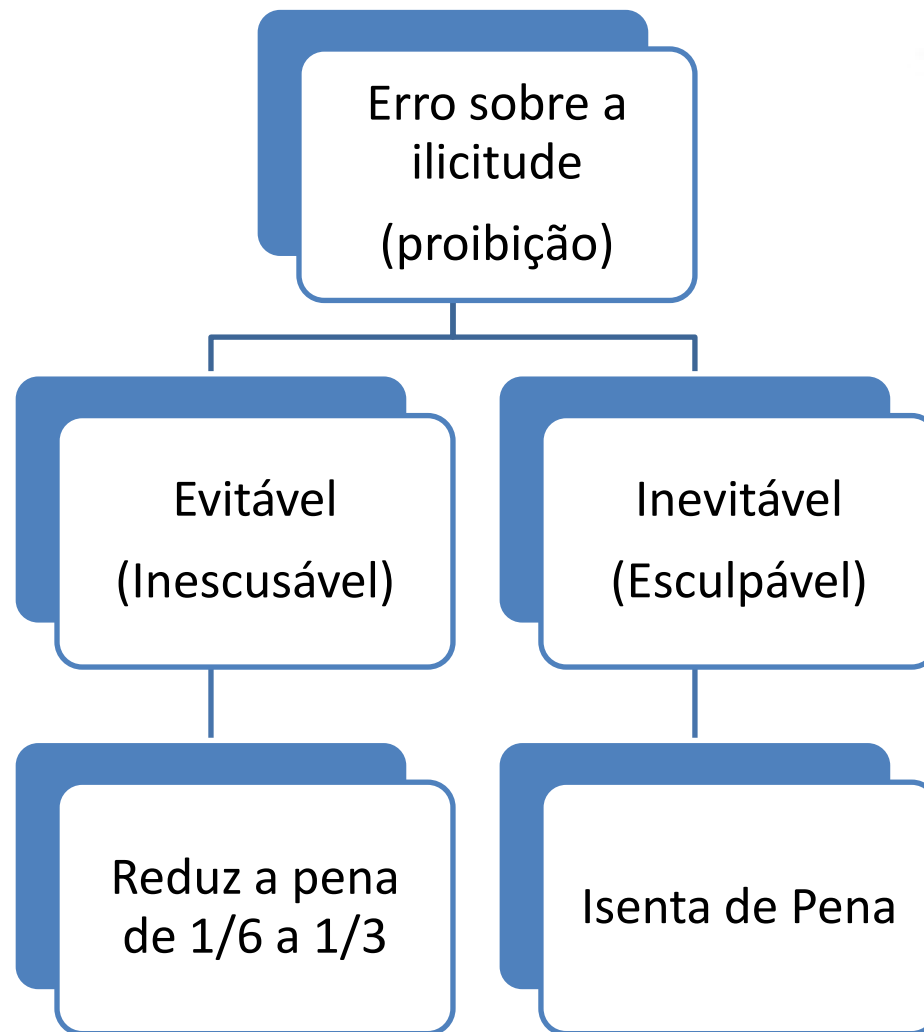 Erro sobre a
ilicitude
(proibição)
Evitável
(Inescusável)
Inevitável
(Esculpável)
Reduz a pena
de 1/6 a 1/3
Isenta de Pena